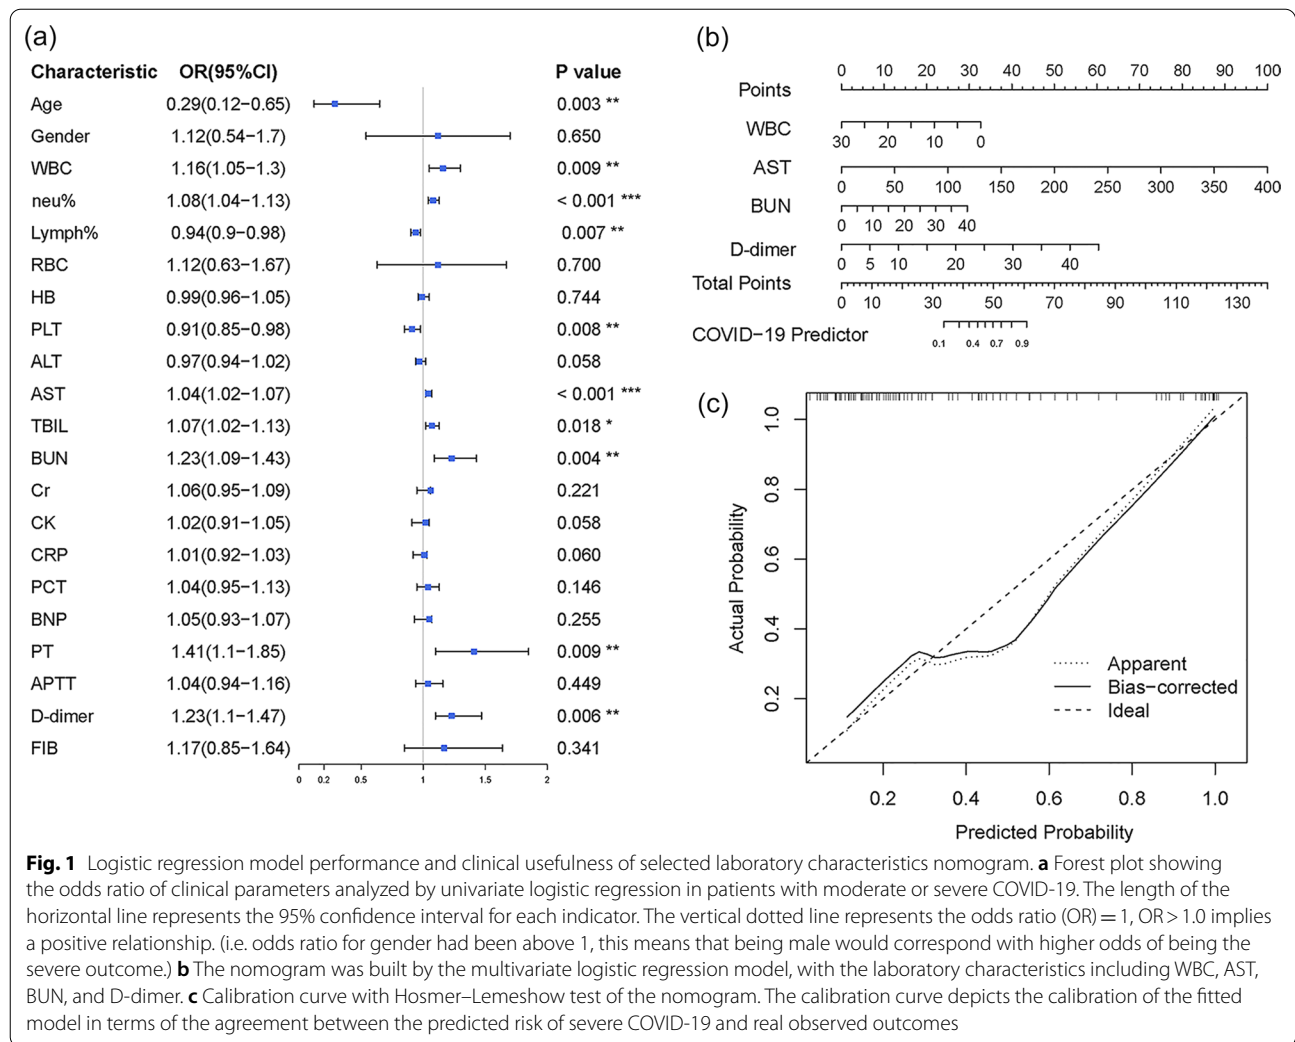 (a)
Characteristic OR(95%CI) P value
Age 0.29(0.12−0.65) 0.003 **
Gender 1.12(0.54−1.7) 0.650
WBC 1.16(1.05−1.3) 0.009 **
neu% 1.08(1.04−1.13) < 0.001 ***
Lymph% 0.94(0.9−0.98) 0.007 **
RBC 1.12(0.63−1.67) 0.700
HB 0.99(0.96−1.05) 0.744
PLT 0.91(0.85−0.98) 0.008 **
ALT 0.97(0.94−1.02) 0.058
AST 1.04(1.02−1.07) < 0.001 ***
TBIL 1.07(1.02−1.13) 0.018 *
BUN 1.23(1.09−1.43) 0.004 **
Cr 1.06(0.95−1.09) 0.221
CK 1.02(0.91−1.05) 0.058
CRP 1.01(0.92−1.03) 0.060
PCT 1.04(0.95−1.13) 0.146
BNP 1.05(0.93−1.07) 0.255
PT 1.41(1.1−1.85) 0.009 **
APTT 1.04(0.94−1.16) 0.449
D-dimer 1.23(1.1−1.47) 0.006 **
FIB 1.17(0.85−1.64) 0.341
0 0.2 0.5 1 1.5 2
(b)
0 10 20 30 40 50 60 70 80 90 100
Points
WBC
30 20 10 0
AST
0 50 100 150 200 250 300 350 400
BUN
0 10 20 30 40
D-dimer
0 5 10 20 30 40
Total Points
0 10 30 50 70 90 110 130
COVID−19 Predictor
0.1 0.4 0.7 0.9
(c)
1.0
0.8
0.6
0.4
0.2
Actual Probability
Apparent
Bias−corrected
Ideal
0.2 0.4 0.6 0.8 1.0
Predicted Probability
Fig. 1 Logistic regression model performance and clinical usefulness of selected laboratory characteristics nomogram. a Forest plot showing
the odds ratio of clinical parameters analyzed by univariate logistic regression in patients with moderate or severe COVID-19. The length of the
horizontal line represents the 95% confidence interval for each indicator. The vertical dotted line represents the odds ratio (OR) = 1, OR > 1.0 implies
a positive relationship. (i.e. odds ratio for gender had been above 1, this means that being male would correspond with higher odds of being the
severe outcome.) b The nomogram was built by the multivariate logistic regression model, with the laboratory characteristics including WBC, AST,
BUN, and D-dimer. c Calibration curve with Hosmer–Lemeshow test of the nomogram. The calibration curve depicts the calibration of the fitted
model in terms of the agreement between the predicted risk of severe COVID-19 and real observed outcomes